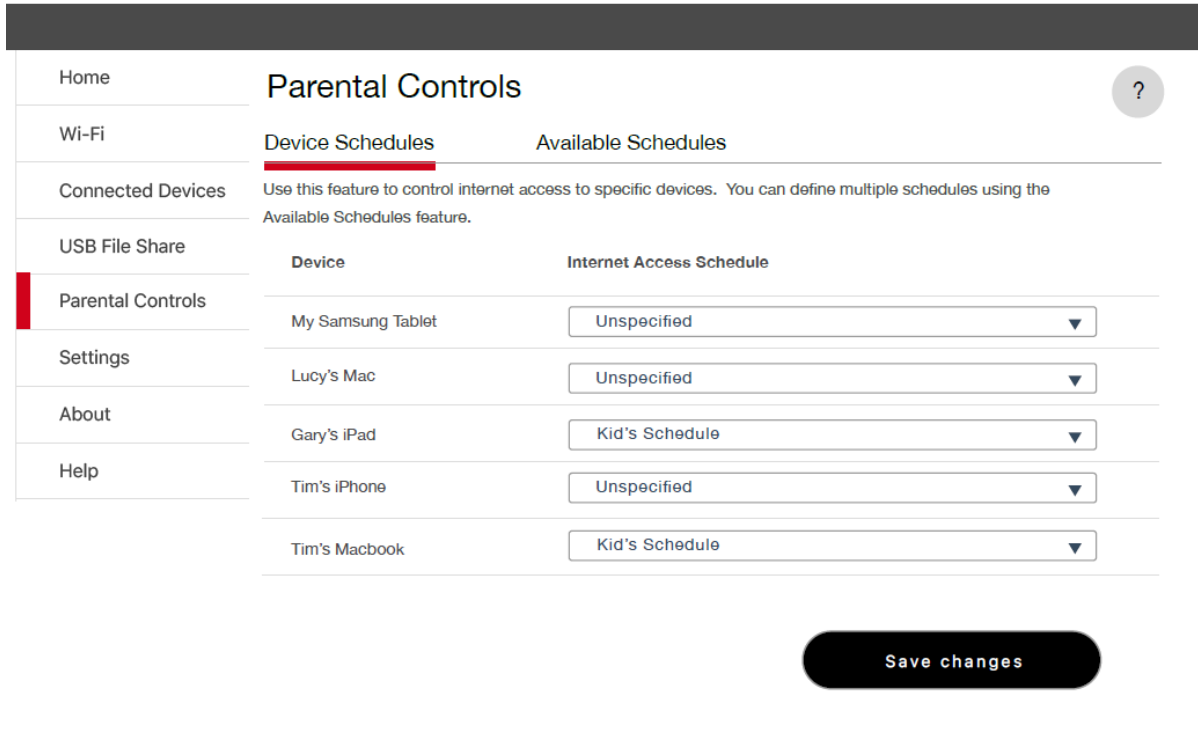 Home
Wi-Fi
Connected Devices
USB File Share
Parental Controls
Settings
About
Help
Parental Controls
?
Device Schedules Available Schedules
Use this feature to control internet access to specific devices. You can define multiple schedules using the
Available Schedules feature.
Device Internet Access Schedule
My Samsung Tablet Unspecified
Lucy's Mac Unspecified
Gary's iPad Kid's Schedule
Tim's iPhone Unspecified
Tim's Macbook Kid's Schedule
Save changes